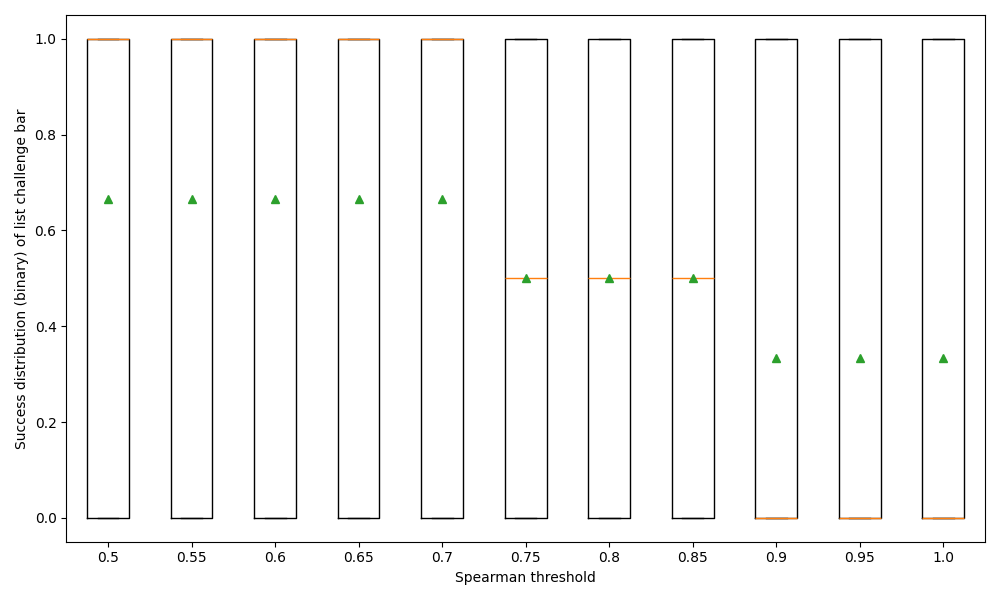 Success distribution (binary) of list challenge bar
1.0
0.8
0.6
0.4
0.2
0.0
0.5 0.55 0.6 0.65 0.7 0.75 0.8 0.85 0.9 0.95 1.0
Spearman threshold